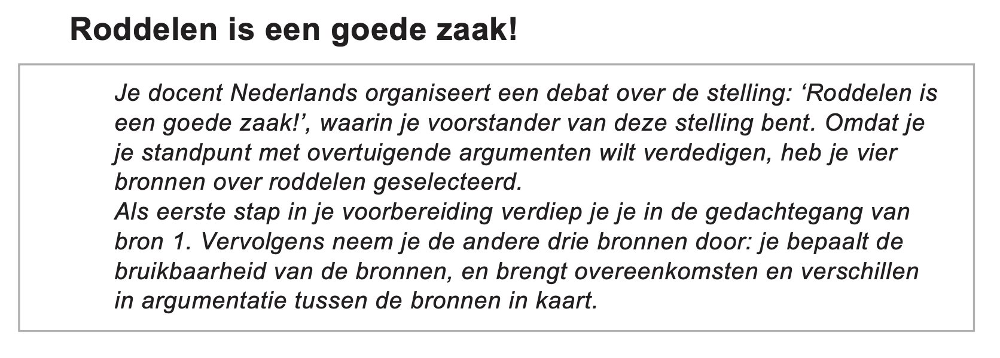 Roddelen is een goede zaak!
Je docent Nederlands organiseert een debat over de stelling: ‘Roddelen is
een goede zaak!’, waarin je voorstander van deze stelling bent. Omdat je
je standpunt met overtuigende argumenten wilt verdedigen, heb je vier
bronnen over roddelen geselecteerd.
Als eerste stap in je voorbereiding verdiep je je in de gedachtegang van
bron 1. Vervolgens neem je de andere drie bronnen door: je bepaalt de
bruikbaarheid van de bronnen, en brengt overeenkomsten en verschillen
in argumentatie tussen de bronnen in kaart.